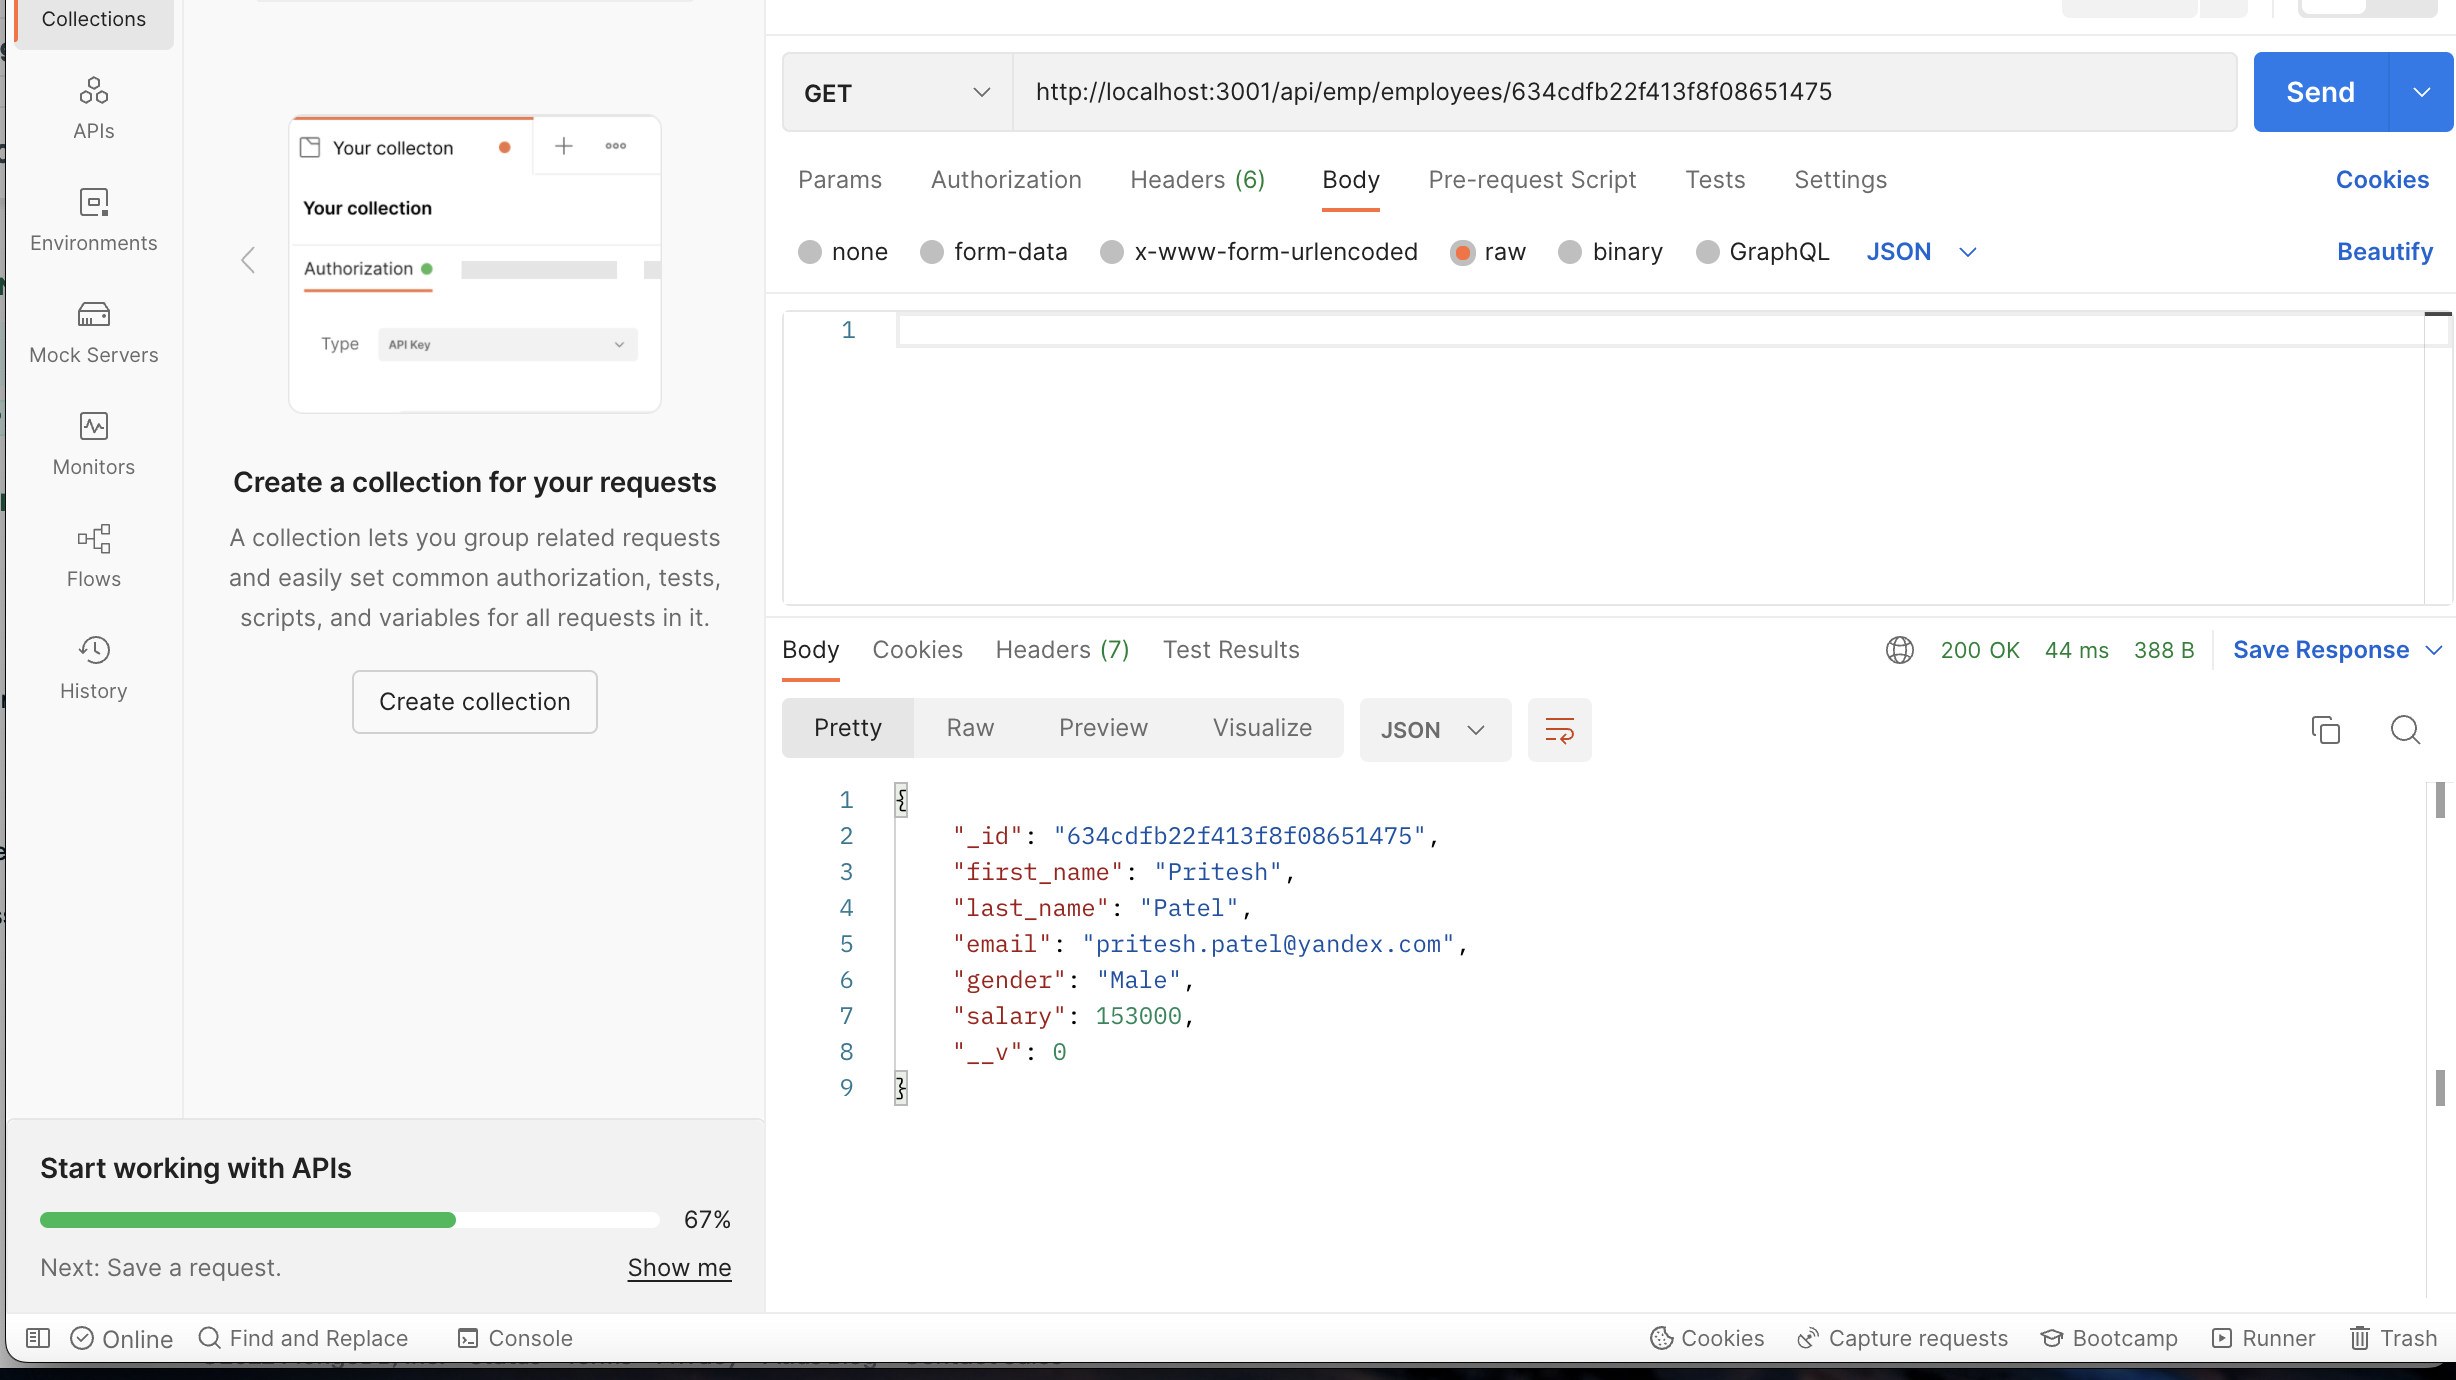 Collections
APIs
Environments
Mock Servers
Monitors
Flows
History
Your collecton
Your collection
Authorization
Type API Key
Create a collection for your requests
A collection lets you group related requests
and easily set common authorization, tests,
scripts, and variables for all requests in it.
Create collection
Start working with APIs
67%
Next: Save a request. Show me
GET http://localhost:3001/api/emp/employees/634cdfb22f413f8f08651475 Send
Params Authorization Headers (6) Body Pre-request Script Tests Settings Cookies
none form-data x-www-form-urlencoded raw binary GraphQL JSON Beautify
1
Body Cookies Headers (7) Test Results 200 OK 44 ms 388 B Save Response
Pretty Raw Preview Visualize JSON
1 {
2 "_id": "634cdfb22f413f8f08651475",
3 "first_name": "Pritesh",
4 "last_name": "Patel",
5 "email": "pritesh.patel@yandex.com",
6 "gender": "Male",
7 "salary": 153000,
8 "__v": 0
9 }
Online Find and Replace Console Cookies Capture requests Bootcamp Runner Trash